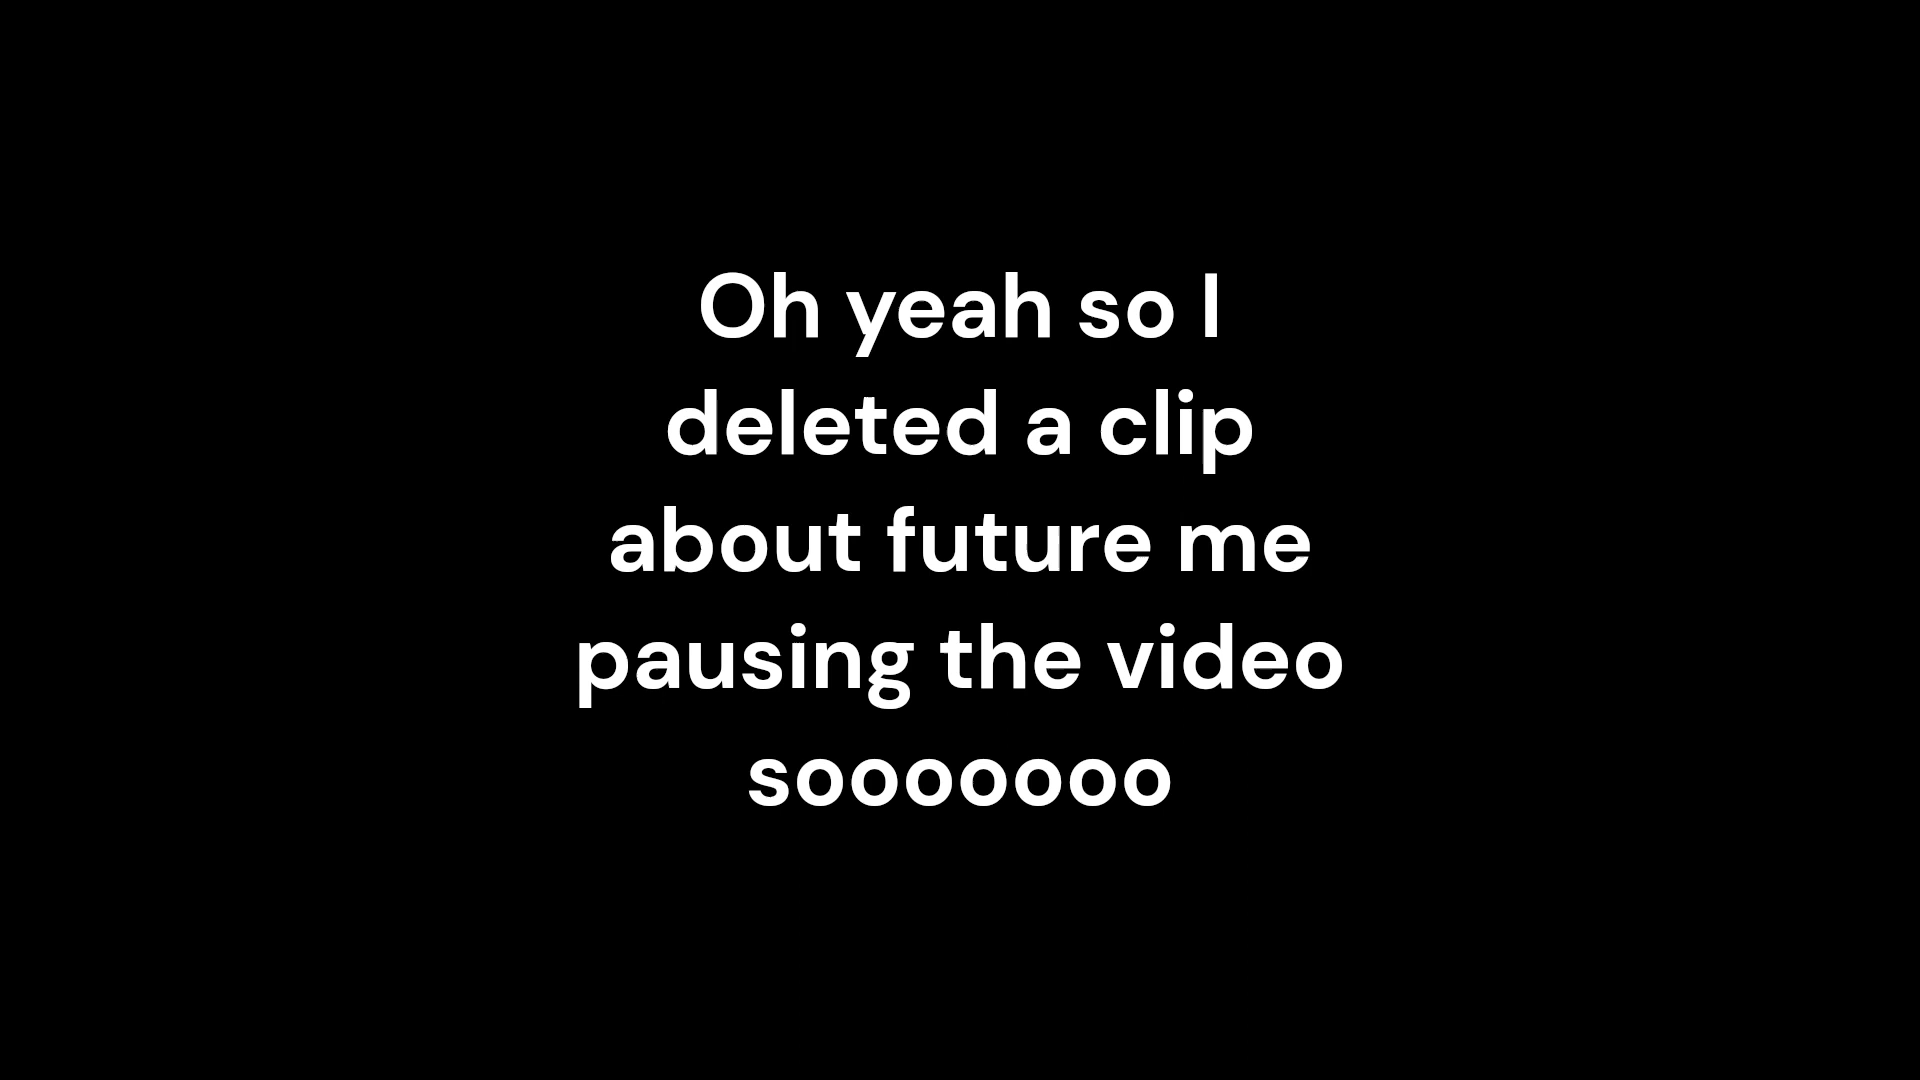 Oh yeah so I
deleted a clip
about future me
pausing the video
sooooooo